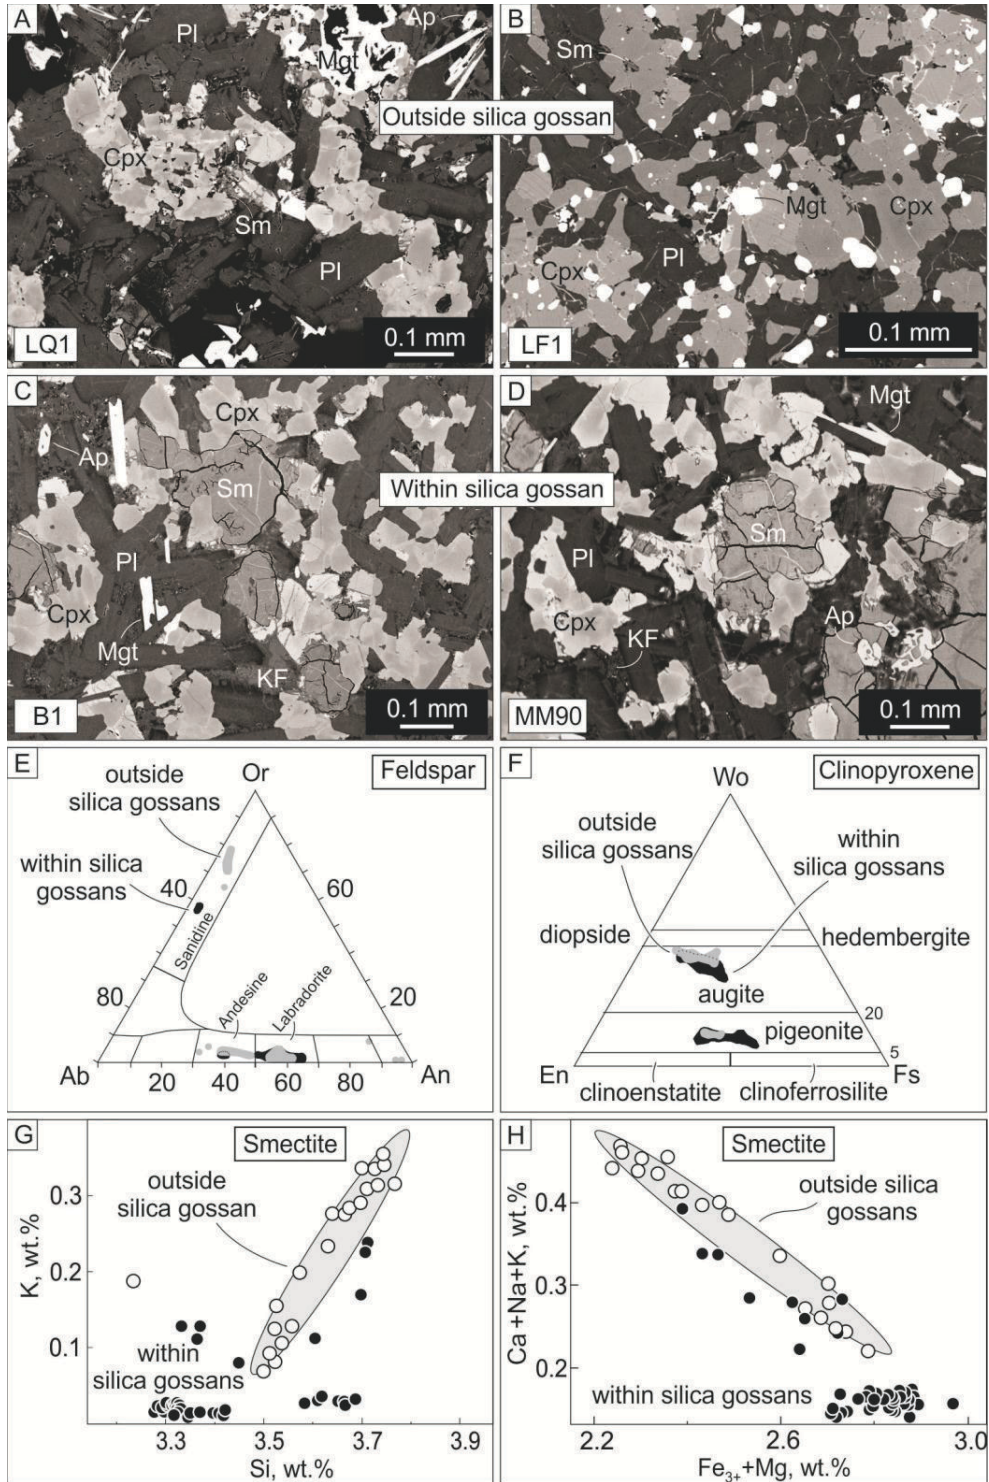 A
Pl
Ap
Mgt
Cpx
Sm
Pl
LQ1
0.1 mm
B
Sm
Outside silica gossan
Mgt
Cpx
Pl
Cpx
LF1
0.1 mm
C
Cpx
Ap
Sm
Pl
Cpx
Mgt
KF
B1
0.1 mm
D
Mgt
Within silica gossan
Sm
Pl
Cpx
Ap
KF
MM90
0.1 mm
E
Feldspar
Or
outside
silica gossans
within silica
gossans
40
60
Sanidine
80
Andesine
Labradorite
20
Ab
20
40
60
80
An
F
Clinopyroxene
Wo
outside
silica gossans
within
silica gossans
diopside
hedembergite
augite
20
pigeonite
5
En
Fs
clinoenstatite
clinoferrosilite
G
Smectite
outside
silica gossan
0.3
0.2
0.1
K, wt.%
within
silica gossans
3.3
3.5
3.7
3.9
Si, wt.%
H
Smectite
outside silica
gossans
0.4
0.3
0.2
Ca+Na+K, wt.%
within silica gossans
2.2
2.6
3.0
Fe3++Mg, wt.%